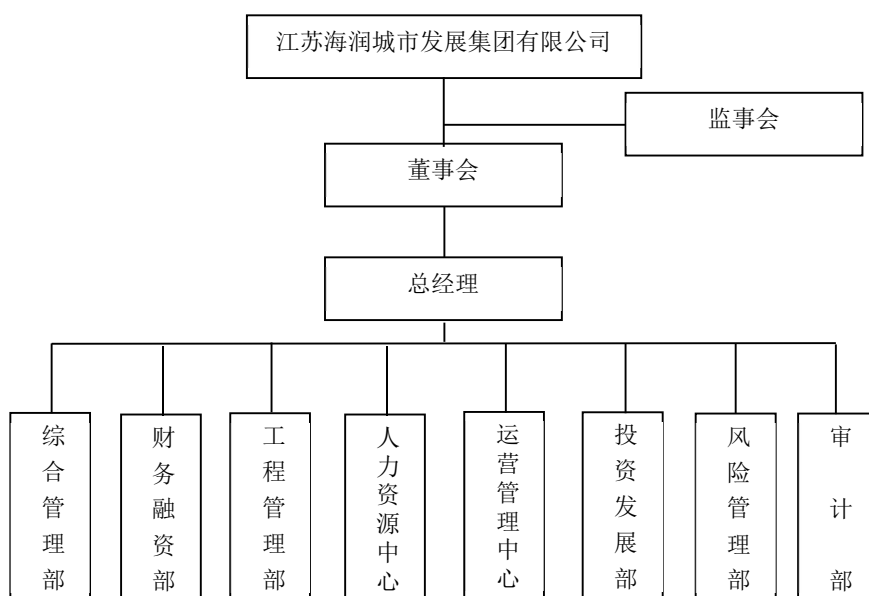 江苏海润城市发展集团有限公司
监事会
董事会
总经理
综合管理部
财务融资部
工程管理部
人力资源中心
运营管理中心
投资发展部
风险管理部
审计部